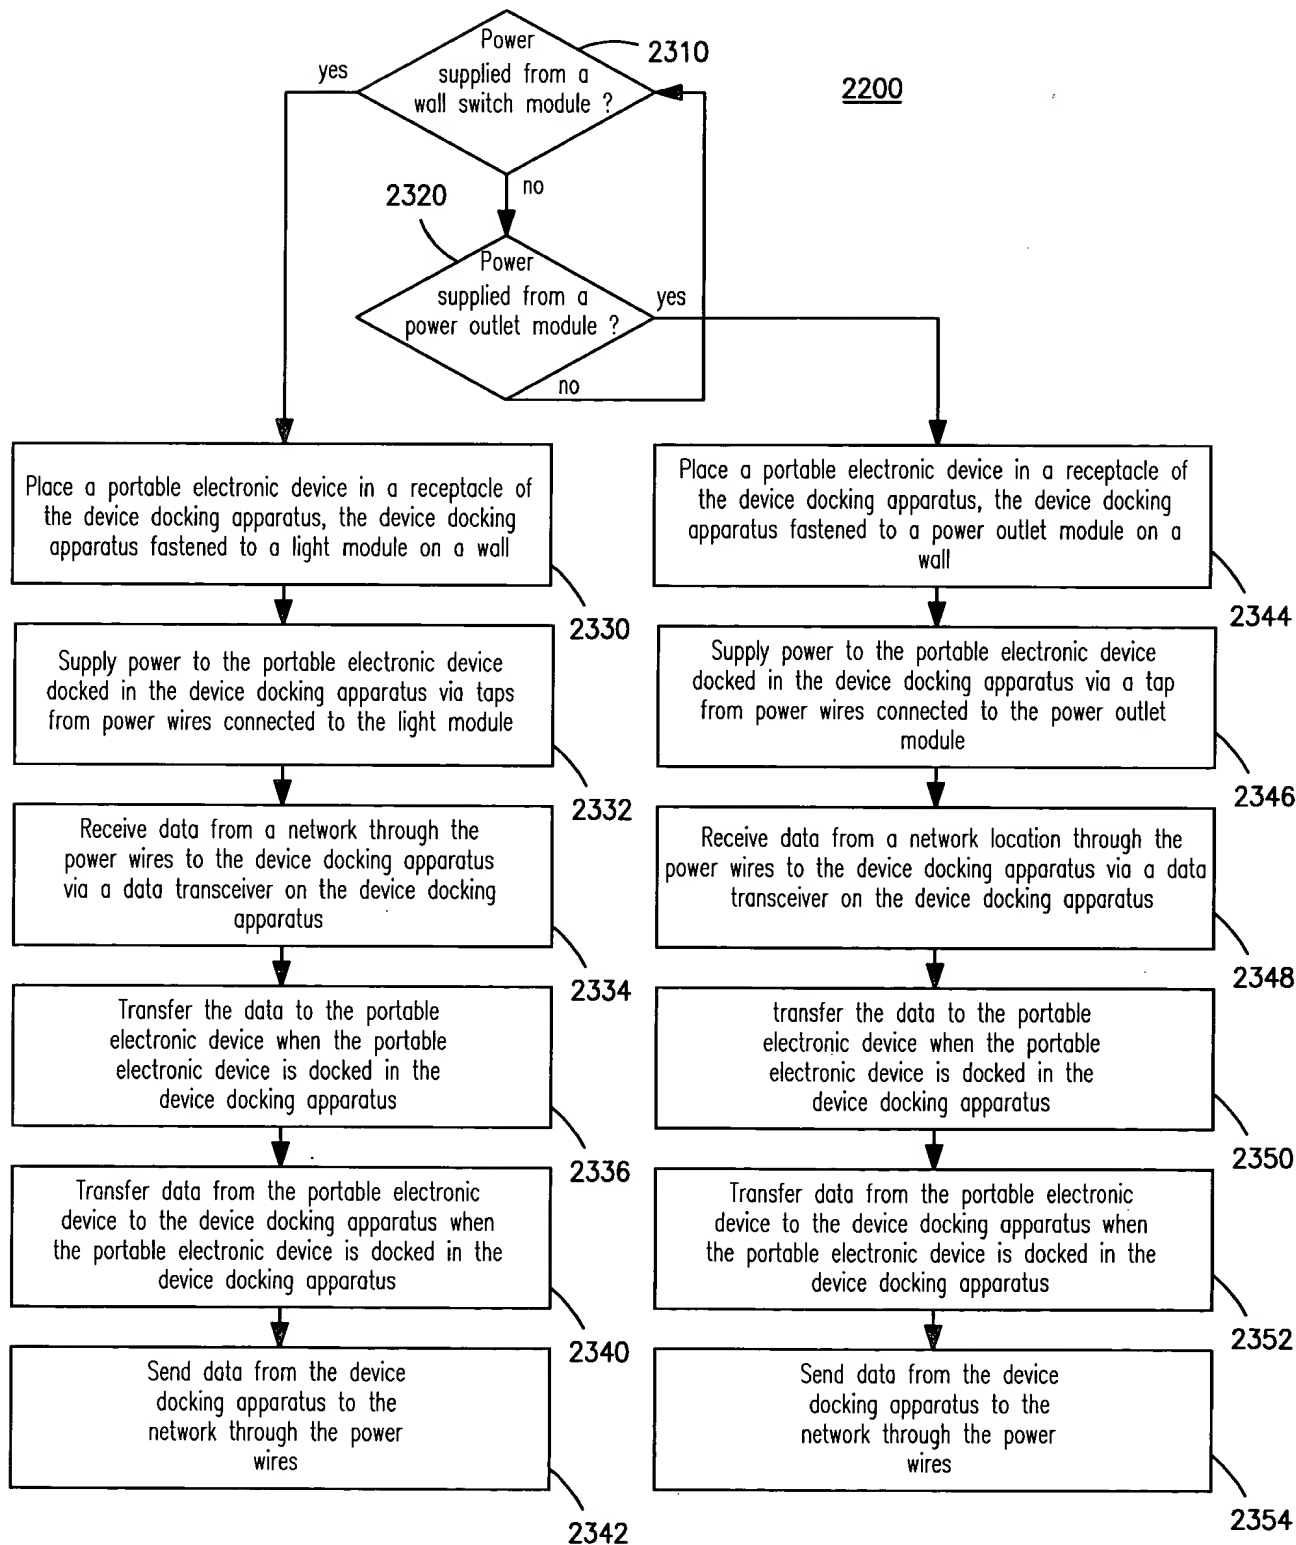 Power
supplied from a
wall switch module ?
2310
yes
2200
no
2320
Power
supplied from a
power outlet module ?
yes
no
Place a portable electronic device in a receptacle of
the device docking apparatus, the device docking
apparatus fastened to a light module on a wall
2330
Supply power to the portable electronic device
docked in the device docking apparatus via taps
from power wires connected to the light module
2332
Receive data from a network through the
power wires to the device docking apparatus
via a data transceiver on the device docking
apparatus
2334
Transfer the data to the portable
electronic device when the portable
electronic device is docked in the
device docking apparatus
2336
Transfer data from the portable electronic
device to the device docking apparatus when
the portable electronic device is docked in the
device docking apparatus
2340
Send data from the device
docking apparatus to the
network through the power
wires
2342
Place a portable electronic device in a receptacle of
the device docking apparatus, the device docking
apparatus fastened to a power outlet module on a
wall
2344
Supply power to the portable electronic device
docked in the device docking apparatus via a tap
from power wires connected to the power outlet
module
2346
Receive data from a network location through the
power wires to the device docking apparatus via a data
transceiver on the device docking apparatus
2348
transfer the data to the portable
electronic device when the portable
electronic device is docked in the
device docking apparatus
2350
Transfer data from the portable electronic
device to the device docking apparatus when
the portable electronic device is docked in the
device docking apparatus
2352
Send data from the device
docking apparatus to the
network through the power
wires
2354